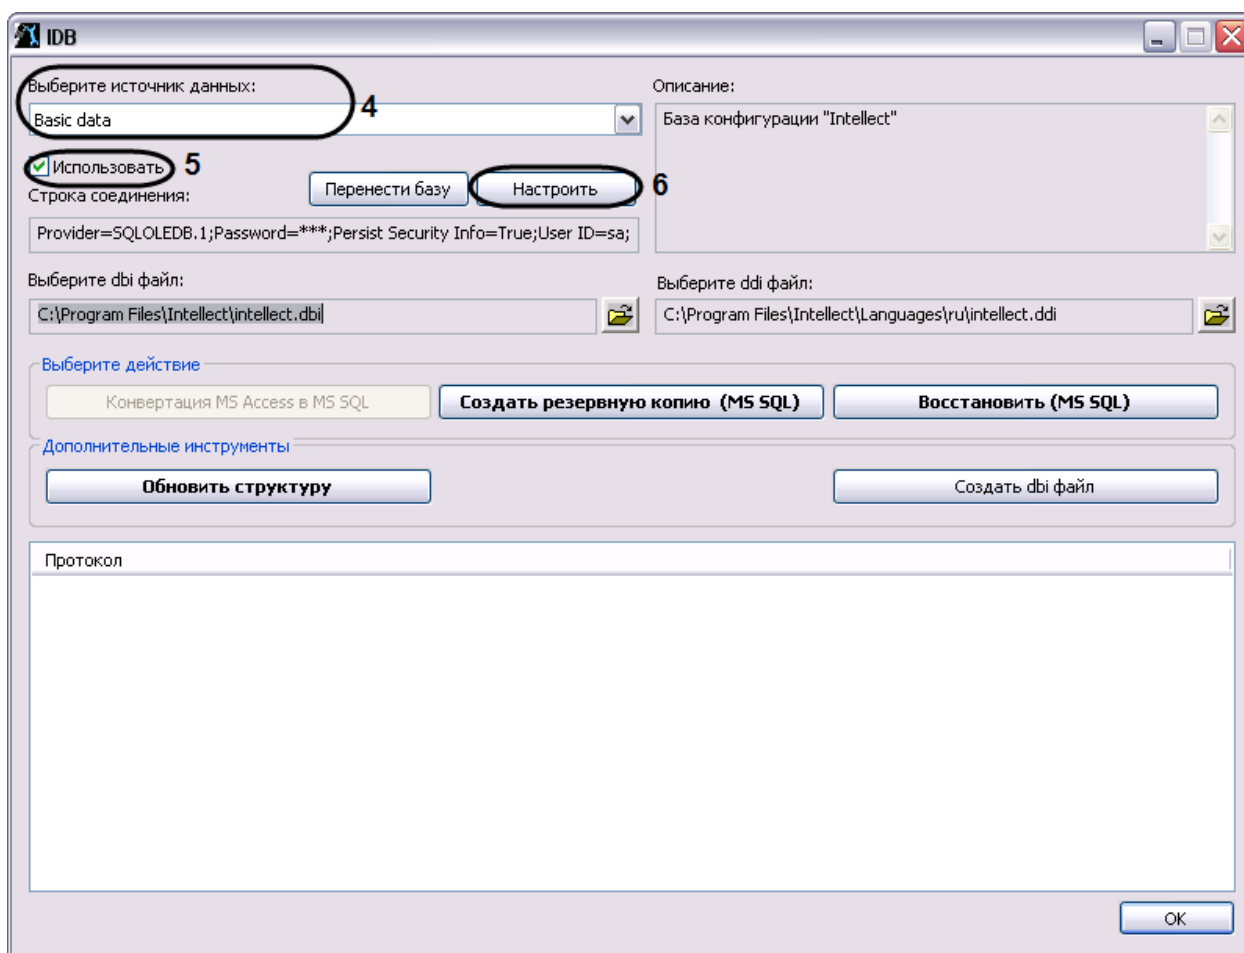 IDB
Выберите источник данных:
4
Basic data
Использовать
5
Перенести базу
Настроить
6
Строка соединения:
Provider=SQLOLEDB.1;Password=***;Persist Security Info=True;User ID=sa;
Описание:
База конфигурации "Intellect"
Выберите dbi файл:
C:\Program Files\Intellect\intellect.dbi
Выберите ddi файл:
C:\Program Files\Intellect\Languages\ru\intellect.ddi
Выберите действие
Конвертация MS Access в MS SQL
Создать резервную копию (MS SQL)
Восстановить (MS SQL)
Дополнительные инструменты
Обновить структуру
Создать dbi файл
Протокол
OK